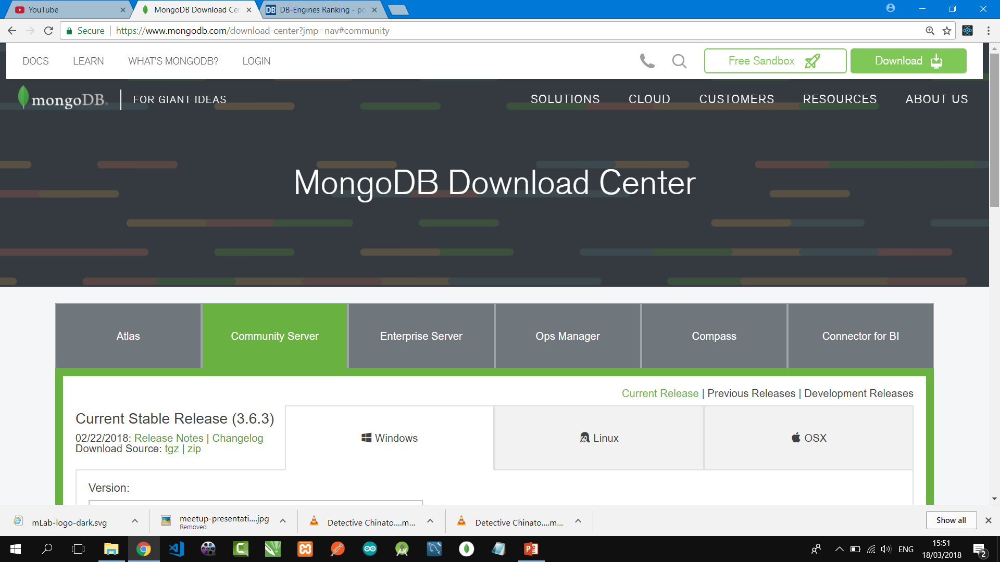 YouTube
MongoDB Download Ce
DB-Engines Ranking - po
Secure
https://www.mongodb.com/download-center?jmp=nav#community
DOCS LEARN WHAT'S MONGODB? LOGIN
Free Sandbox
Download
mongoDB. FOR GIANT IDEAS
SOLUTIONS CLOUD CUSTOMERS RESOURCES ABOUT US
MongoDB Download Center
Atlas Community Server Enterprise Server Ops Manager Compass Connector for BI
Current Release | Previous Releases | Development Releases
Current Stable Release (3.6.3)
02/22/2018: Release Notes | Changelog
Download Source: tgz | zip
Windows Linux OSX
Version:
mLab-logo-dark.svg
meetup-presentati....jpg
Removed
Detective Chinato....m...
Detective Chinato....m...
Show all
ENG
15:51
18/03/2018
2